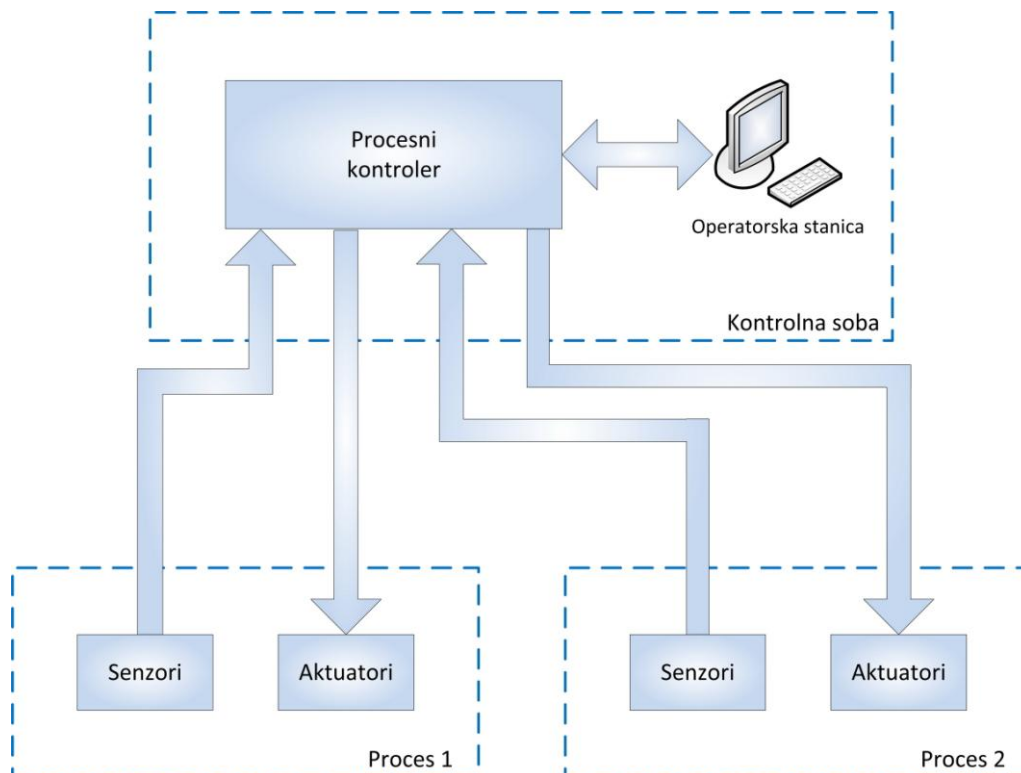 Procesni
kontroler
Operatorska stanica
Kontrolna soba
Senzori
Aktuatori
Proces 1
Senzori
Aktuatori
Proces 2